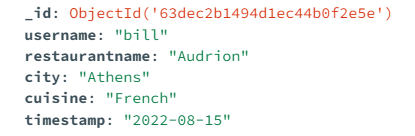 _id: ObjectId('63dec2b1494d1ec44b0f2e5e')
username: "bill"
restaurantname: "Audrion"
city: "Athens"
cuisine: "French"
timestamp: "2022-08-15"